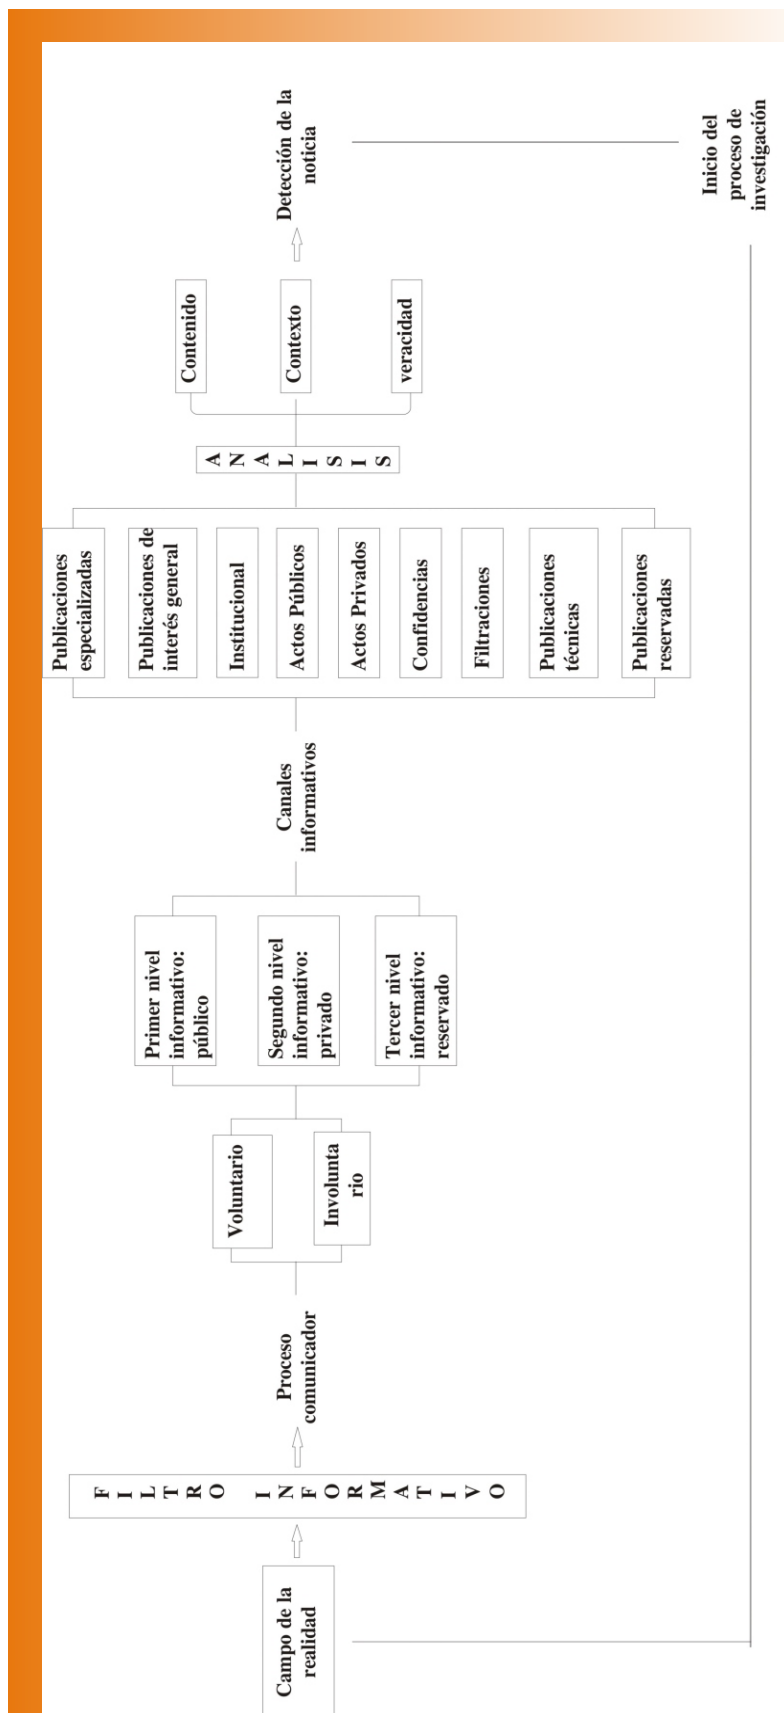 Campo de la
realidad
FILTRO INFORMATIVO
Proceso
comunicador
Voluntario
Involunta
rio
Primer nivel
informativo:
público
Segundo nivel
informativo:
privado
Tercer nivel
informativo:
reservado
Canales
informativos
Publicaciones
especializadas
Publicaciones de
interés general
Institucional
Actos Públicos
Actos Privados
Confidencias
Filtraciones
Publicaciones
técnicas
Publicaciones
reservadas
ANALISIS
Contenido
Contexto
veracidad
Detección de la
noticia
Inicio del
proceso de
investigación